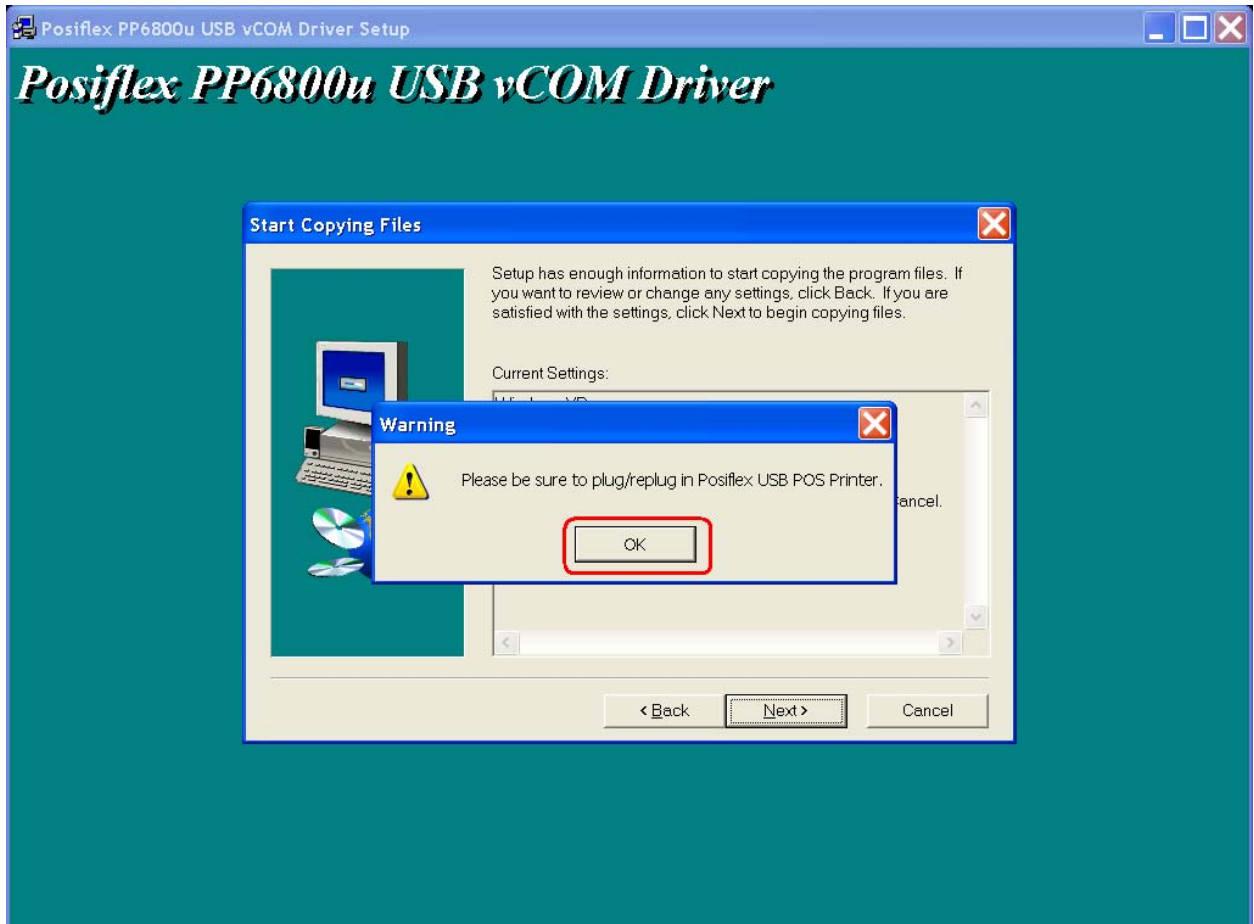 Posiflex PP6800u USB vCOM Driver Setup
Posiflex PP6800u USB vCOM Driver
Start Copying Files
Setup has enough information to start copying the program files. If
you want to review or change any settings, click Back. If you are
satisfied with the settings, click Next to begin copying files.
Current Settings:
Warning
Please be sure to plug/replug in Posiflex USB POS Printer.
Cancel.
OK
< Back
Next >
Cancel